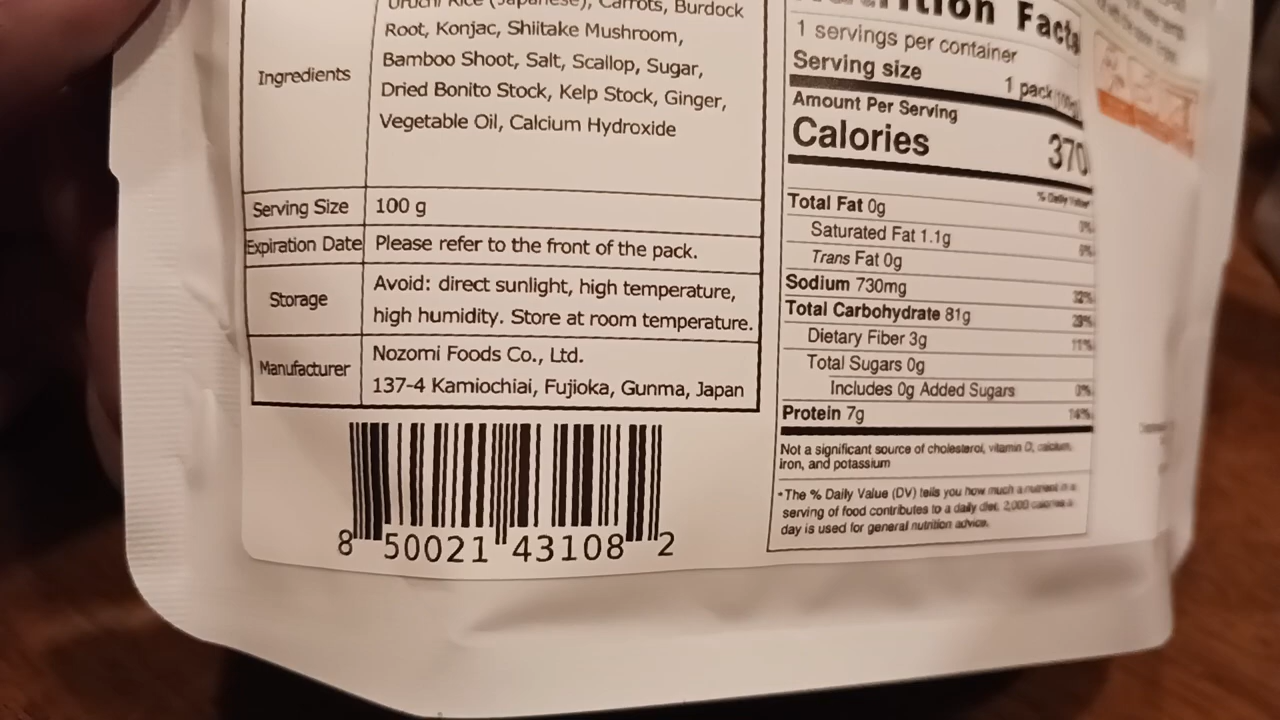 Uruchi Rice (Japanese), Carrots, Burdock
Root, Konjac, Shiitake Mushroom,
Bamboo Shoot, Salt, Scallop, Sugar,
Dried Bonito Stock, Kelp Stock, Ginger,
Vegetable Oil, Calcium Hydroxide
Ingredients
Serving Size 100 g
Expiration Date Please refer to the front of the pack.
Storage
Avoid: direct sunlight, high temperature,
high humidity. Store at room temperature.
Manufacturer
Nozomi Foods Co., Ltd.
137-4 Kamiochiai, Fujioka, Gunma, Japan
8 50021 43108 2
Nutrition Facts
1 servings per container
Serving size 1 pack
Amount Per Serving
Calories 370
% Daily Value
Total Fat 0g 0%
Saturated Fat 1.1g
Trans Fat 0g
Sodium 730mg 32%
Total Carbohydrate 81g 29%
Dietary Fiber 3g 11%
Total Sugars 0g
Includes 0g Added Sugars 0%
Protein 7g 14%
Not a significant source of cholesterol, vitamin D, calcium,
iron, and potassium
*The % Daily Value (DV) tells you how much a nutrient in a
serving of food contributes to a daily diet. 2,000 calories a
day is used for general nutrition advice.